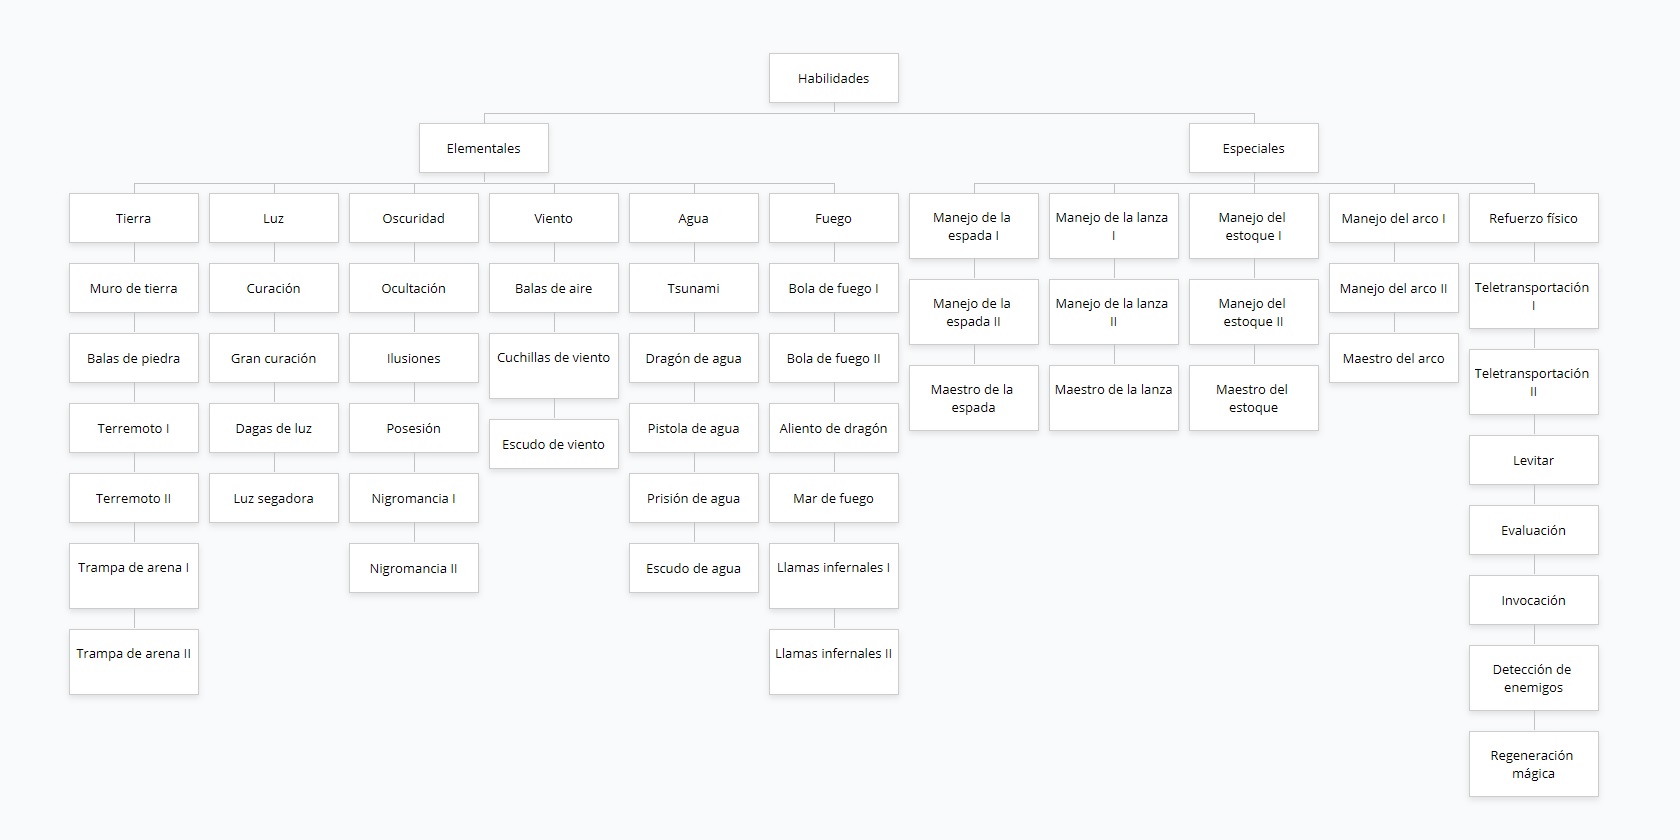 Habilidades
Elementales
Especiales
Tierra
Luz
Oscuridad
Viento
Agua
Fuego
Manejo de la
espada I
Manejo de la lanza
I
Manejo del
estoque I
Manejo del arco I
Refuerzo físico
Muro de tierra
Curación
Ocultación
Balas de aire
Tsunami
Bola de fuego I
Manejo de la
espada II
Manejo de la lanza
II
Manejo del
estoque II
Manejo del arco II
Teletransportación
I
Balas de piedra
Gran curación
Ilusiones
Cuchillas de viento
Dragón de agua
Bola de fuego II
Maestro de la
espada
Maestro de la lanza
Maestro del
estoque
Maestro del arco
Teletransportación
II
Terremoto I
Dagas de luz
Posesión
Escudo de viento
Pistola de agua
Aliento de dragón
Levitar
Terremoto II
Luz segadora
Nigromancia I
Prisión de agua
Mar de fuego
Evaluación
Trampa de arena I
Nigromancia II
Escudo de agua
Llamas infernales I
Invocación
Trampa de arena II
Llamas infernales II
Detección de
enemigos
Regeneración
mágica